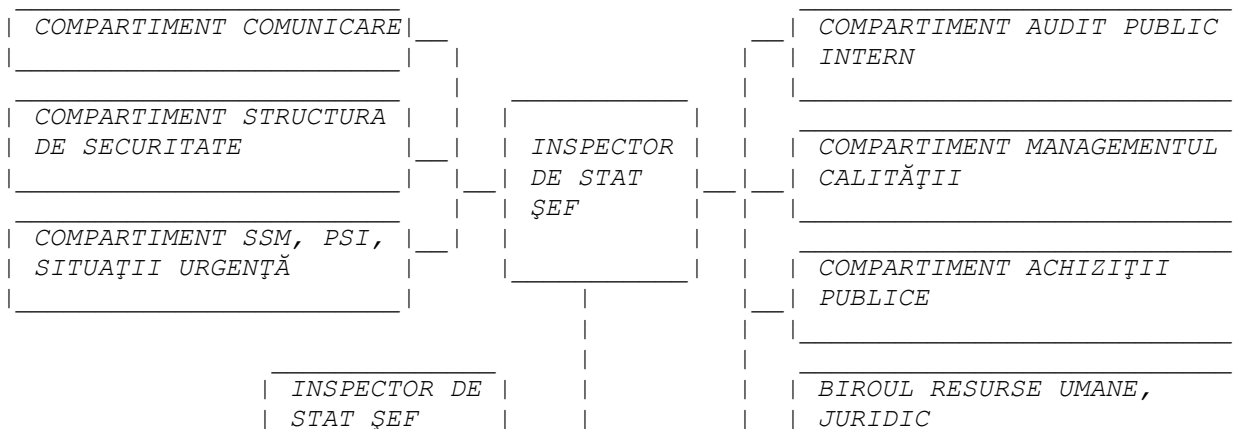 COMPARTIMENT COMUNICARE
COMPARTIMENT STRUCTURA
DE SECURITATE
COMPARTIMENT SSM, PSI,
SITUAŢII URGENŢĂ
INSPECTOR
DE STAT
ŞEF
COMPARTIMENT AUDIT PUBLIC
INTERN
COMPARTIMENT MANAGEMENTUL
CALITĂŢII
COMPARTIMENT ACHIZIŢII
PUBLICE
INSPECTOR DE
STAT ŞEF
BIROUL RESURSE UMANE,
JURIDIC